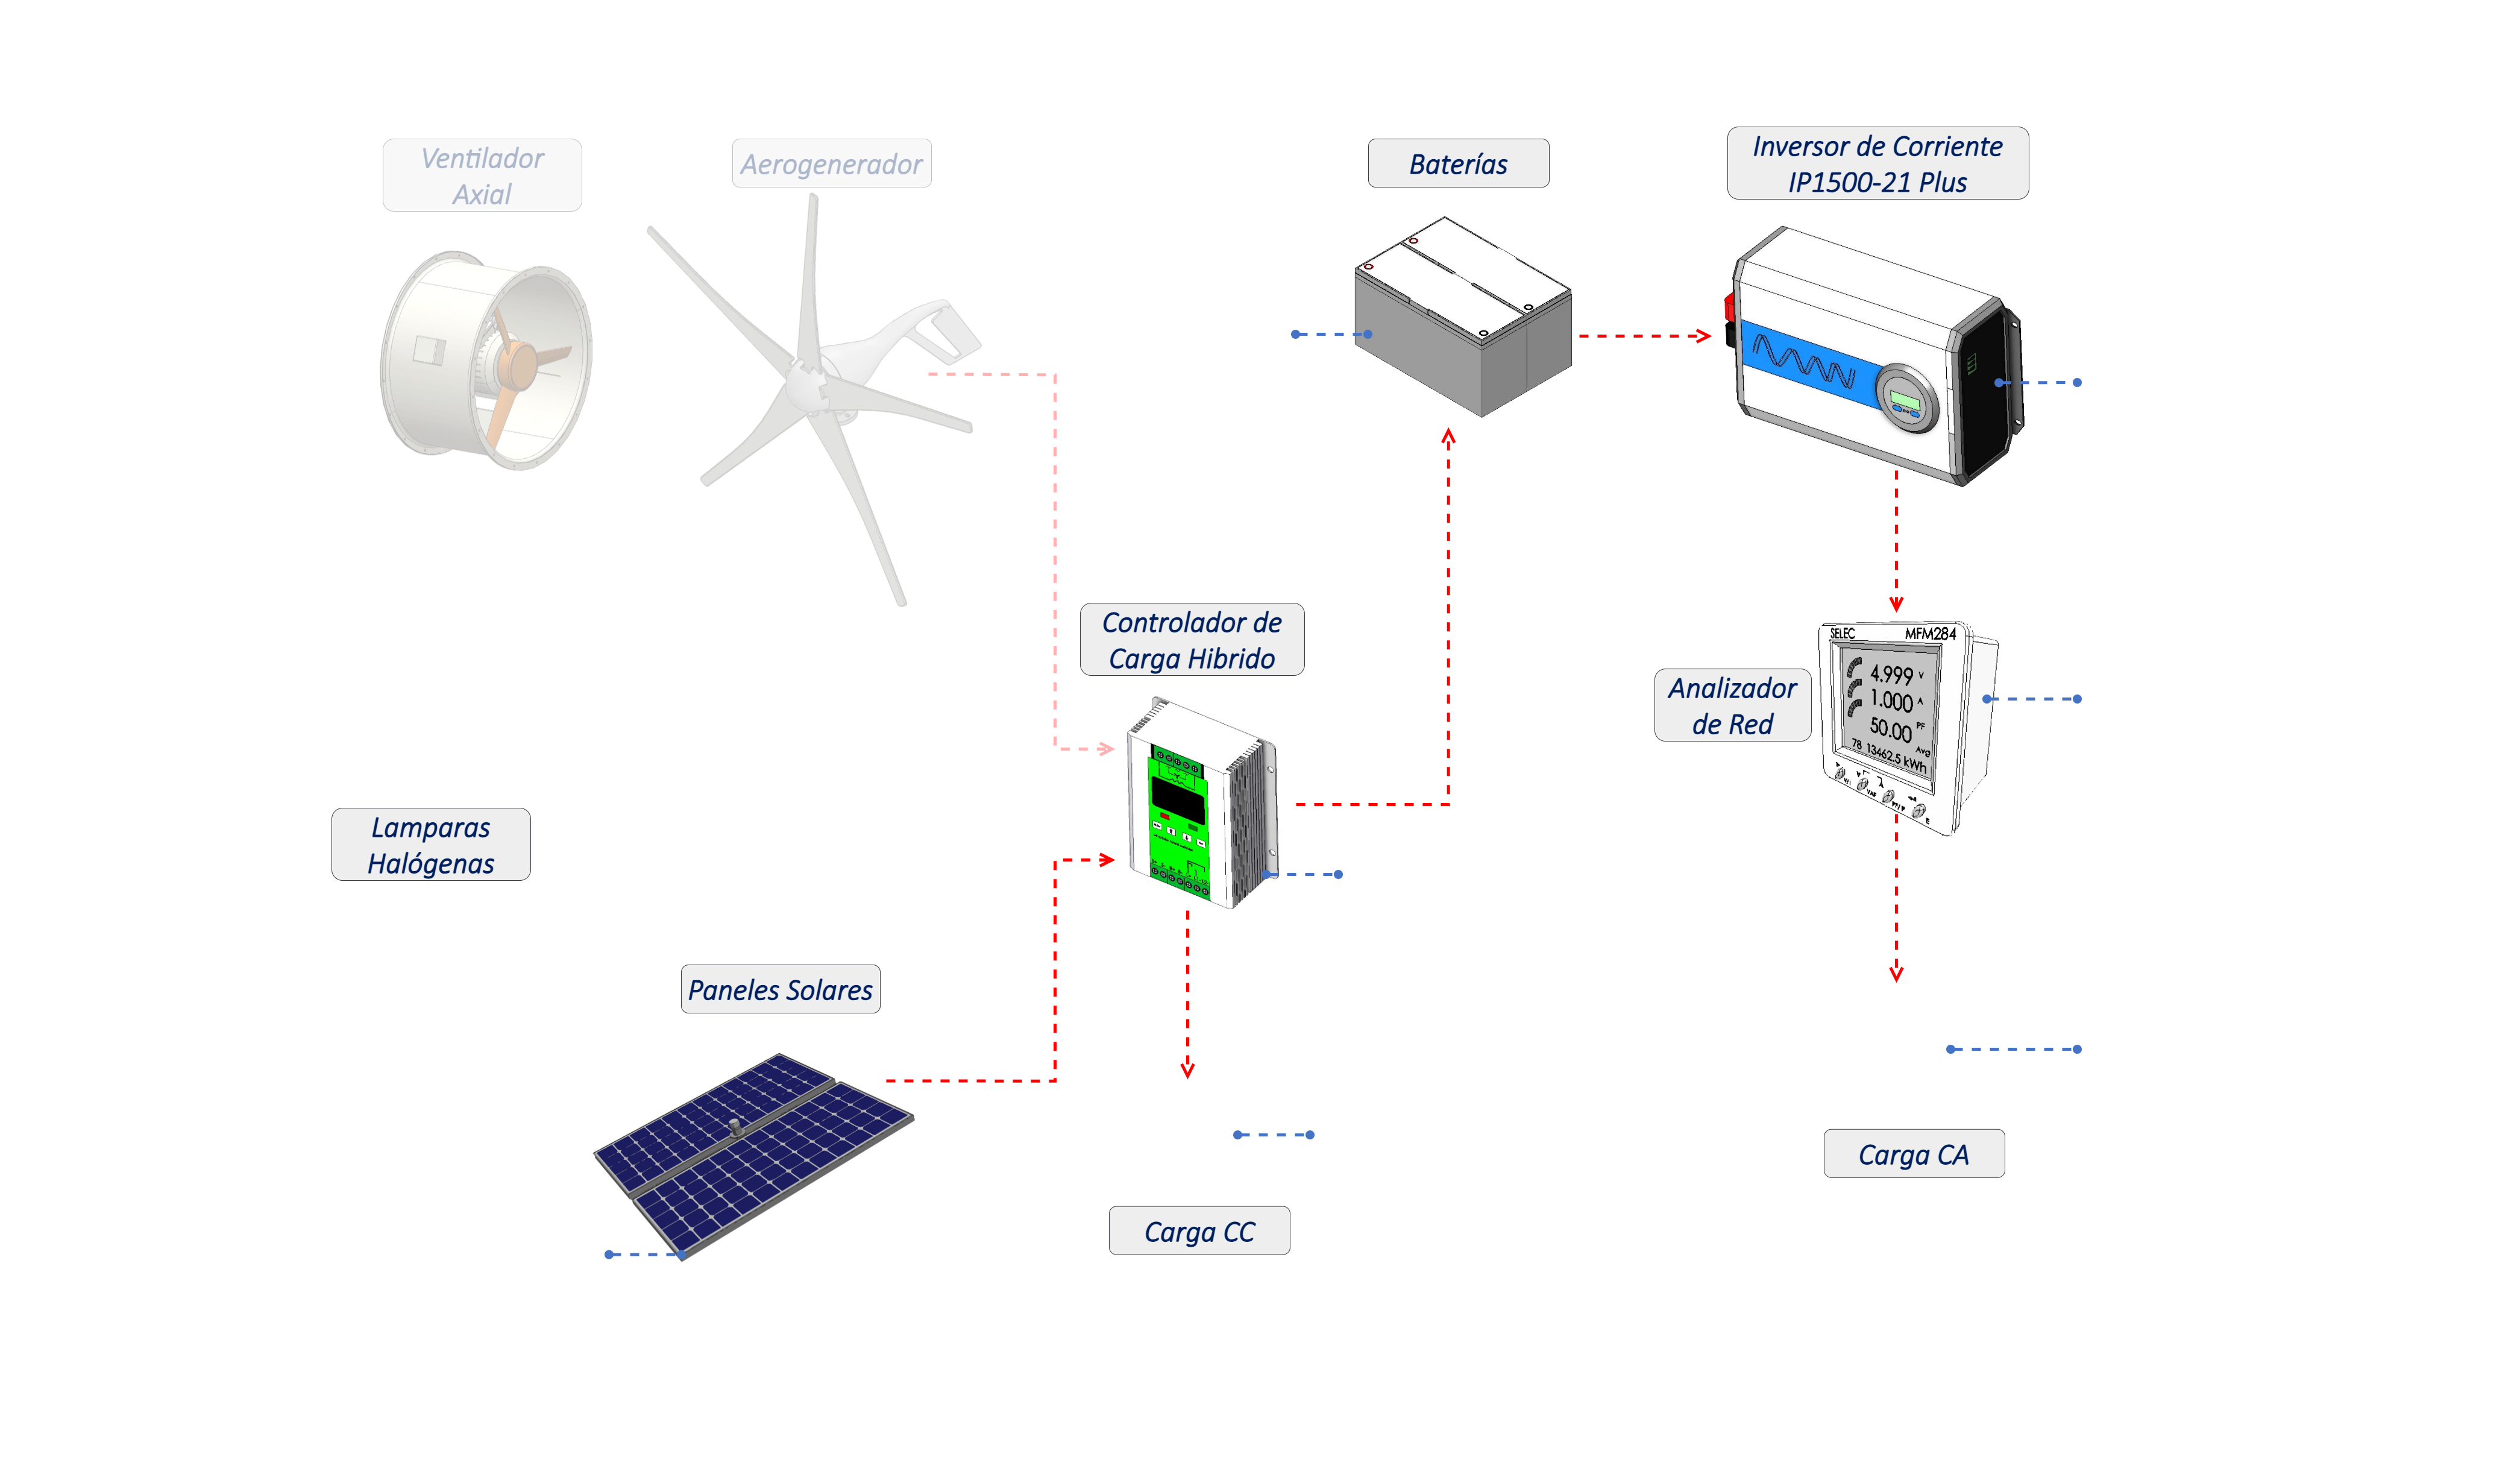 Ventilador
Axial
Aerogenerador
Baterías
Inversor de Corriente
IP1500-21 Plus
Controlador de
Carga Hibrido
SELEC MFM284
4.999 V
1.000 A
50.00 PF
Avg
78 13462.5 kWh
Analizador
de Red
Lamparas
Halógenas
Paneles Solares
Carga CC
Carga CA